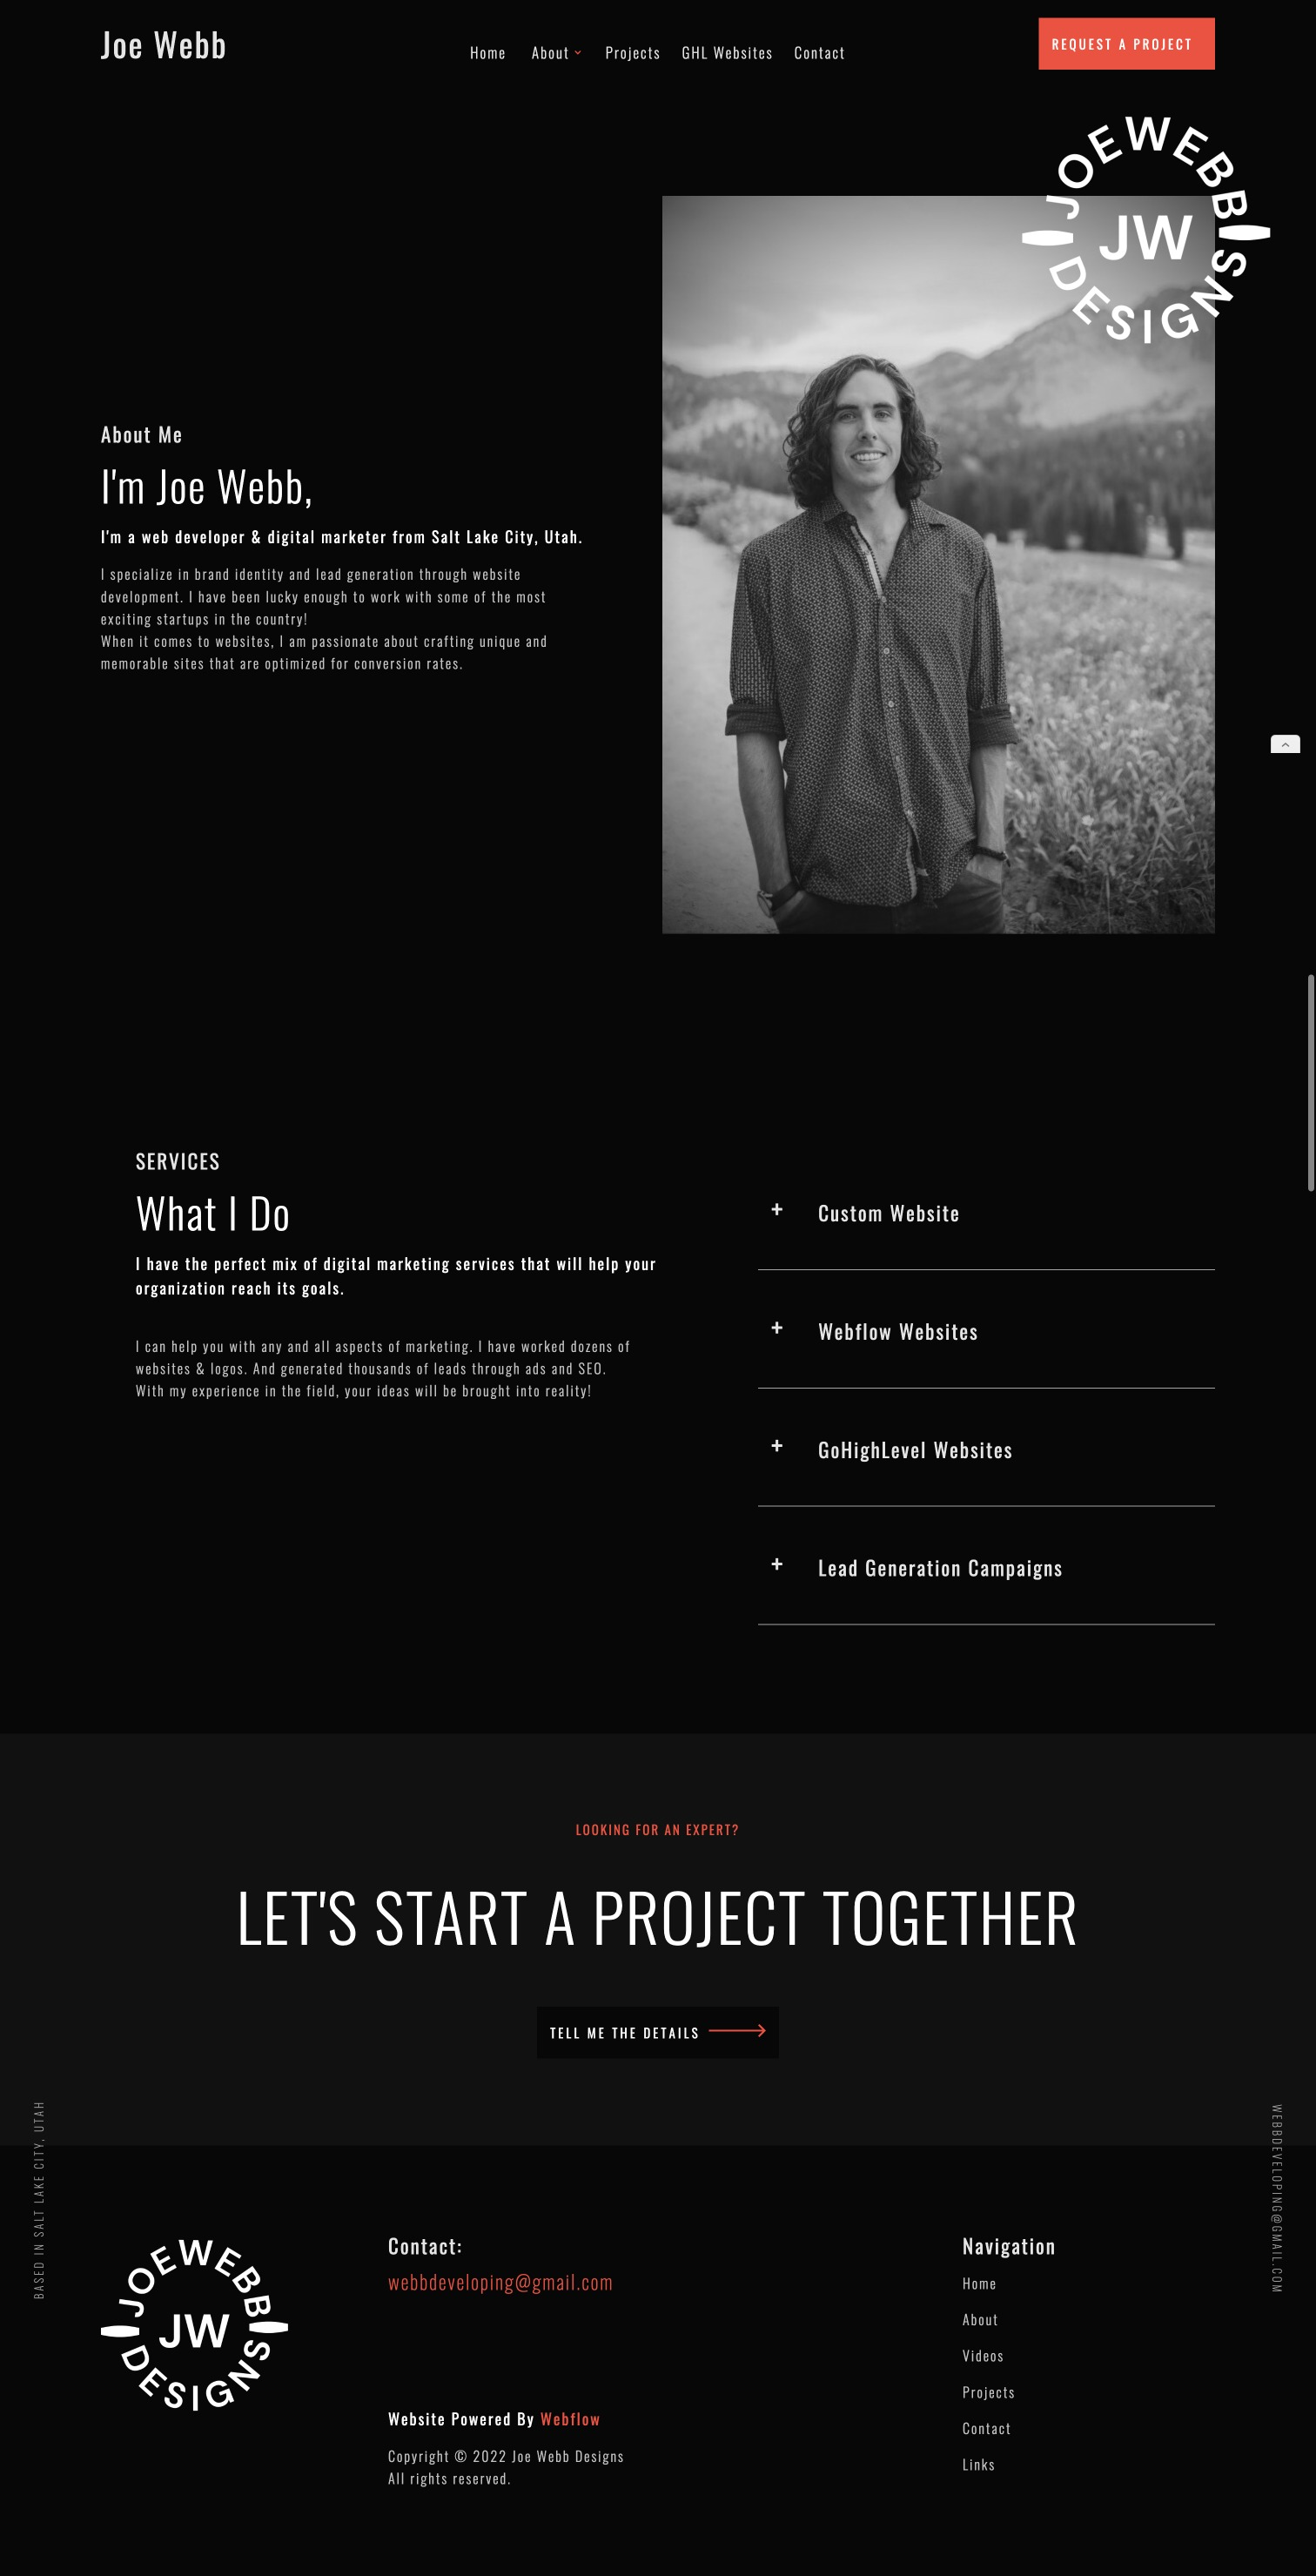 Joe Webb
Home About Projects GHL Websites Contact
REQUEST A PROJECT
JOEWEBB
JW
DESIGNS
About Me
I'm Joe Webb,
I'm a web developer & digital marketer from Salt Lake City, Utah.
I specialize in brand identity and lead generation through website
development. I have been lucky enough to work with some of the most
exciting startups in the country!
When it comes to websites, I am passionate about crafting unique and
memorable sites that are optimized for conversion rates.
SERVICES
What I Do
I have the perfect mix of digital marketing services that will help your
organization reach its goals.
I can help you with any and all aspects of marketing. I have worked dozens of
websites & logos. And generated thousands of leads through ads and SEO.
With my experience in the field, your ideas will be brought into reality!
+ Custom Website
+ Webflow Websites
+ GoHighLevel Websites
+ Lead Generation Campaigns
LOOKING FOR AN EXPERT?
LET'S START A PROJECT TOGETHER
TELL ME THE DETAILS
BASED IN SALT LAKE CITY, UTAH
WEBBDEVELOPING@GMAIL.COM
JOEWEBB
JW
DESIGNS
Contact:
webbdeveloping@gmail.com
Website Powered By Webflow
Copyright © 2022 Joe Webb Designs
All rights reserved.
Navigation
Home
About
Videos
Projects
Contact
Links